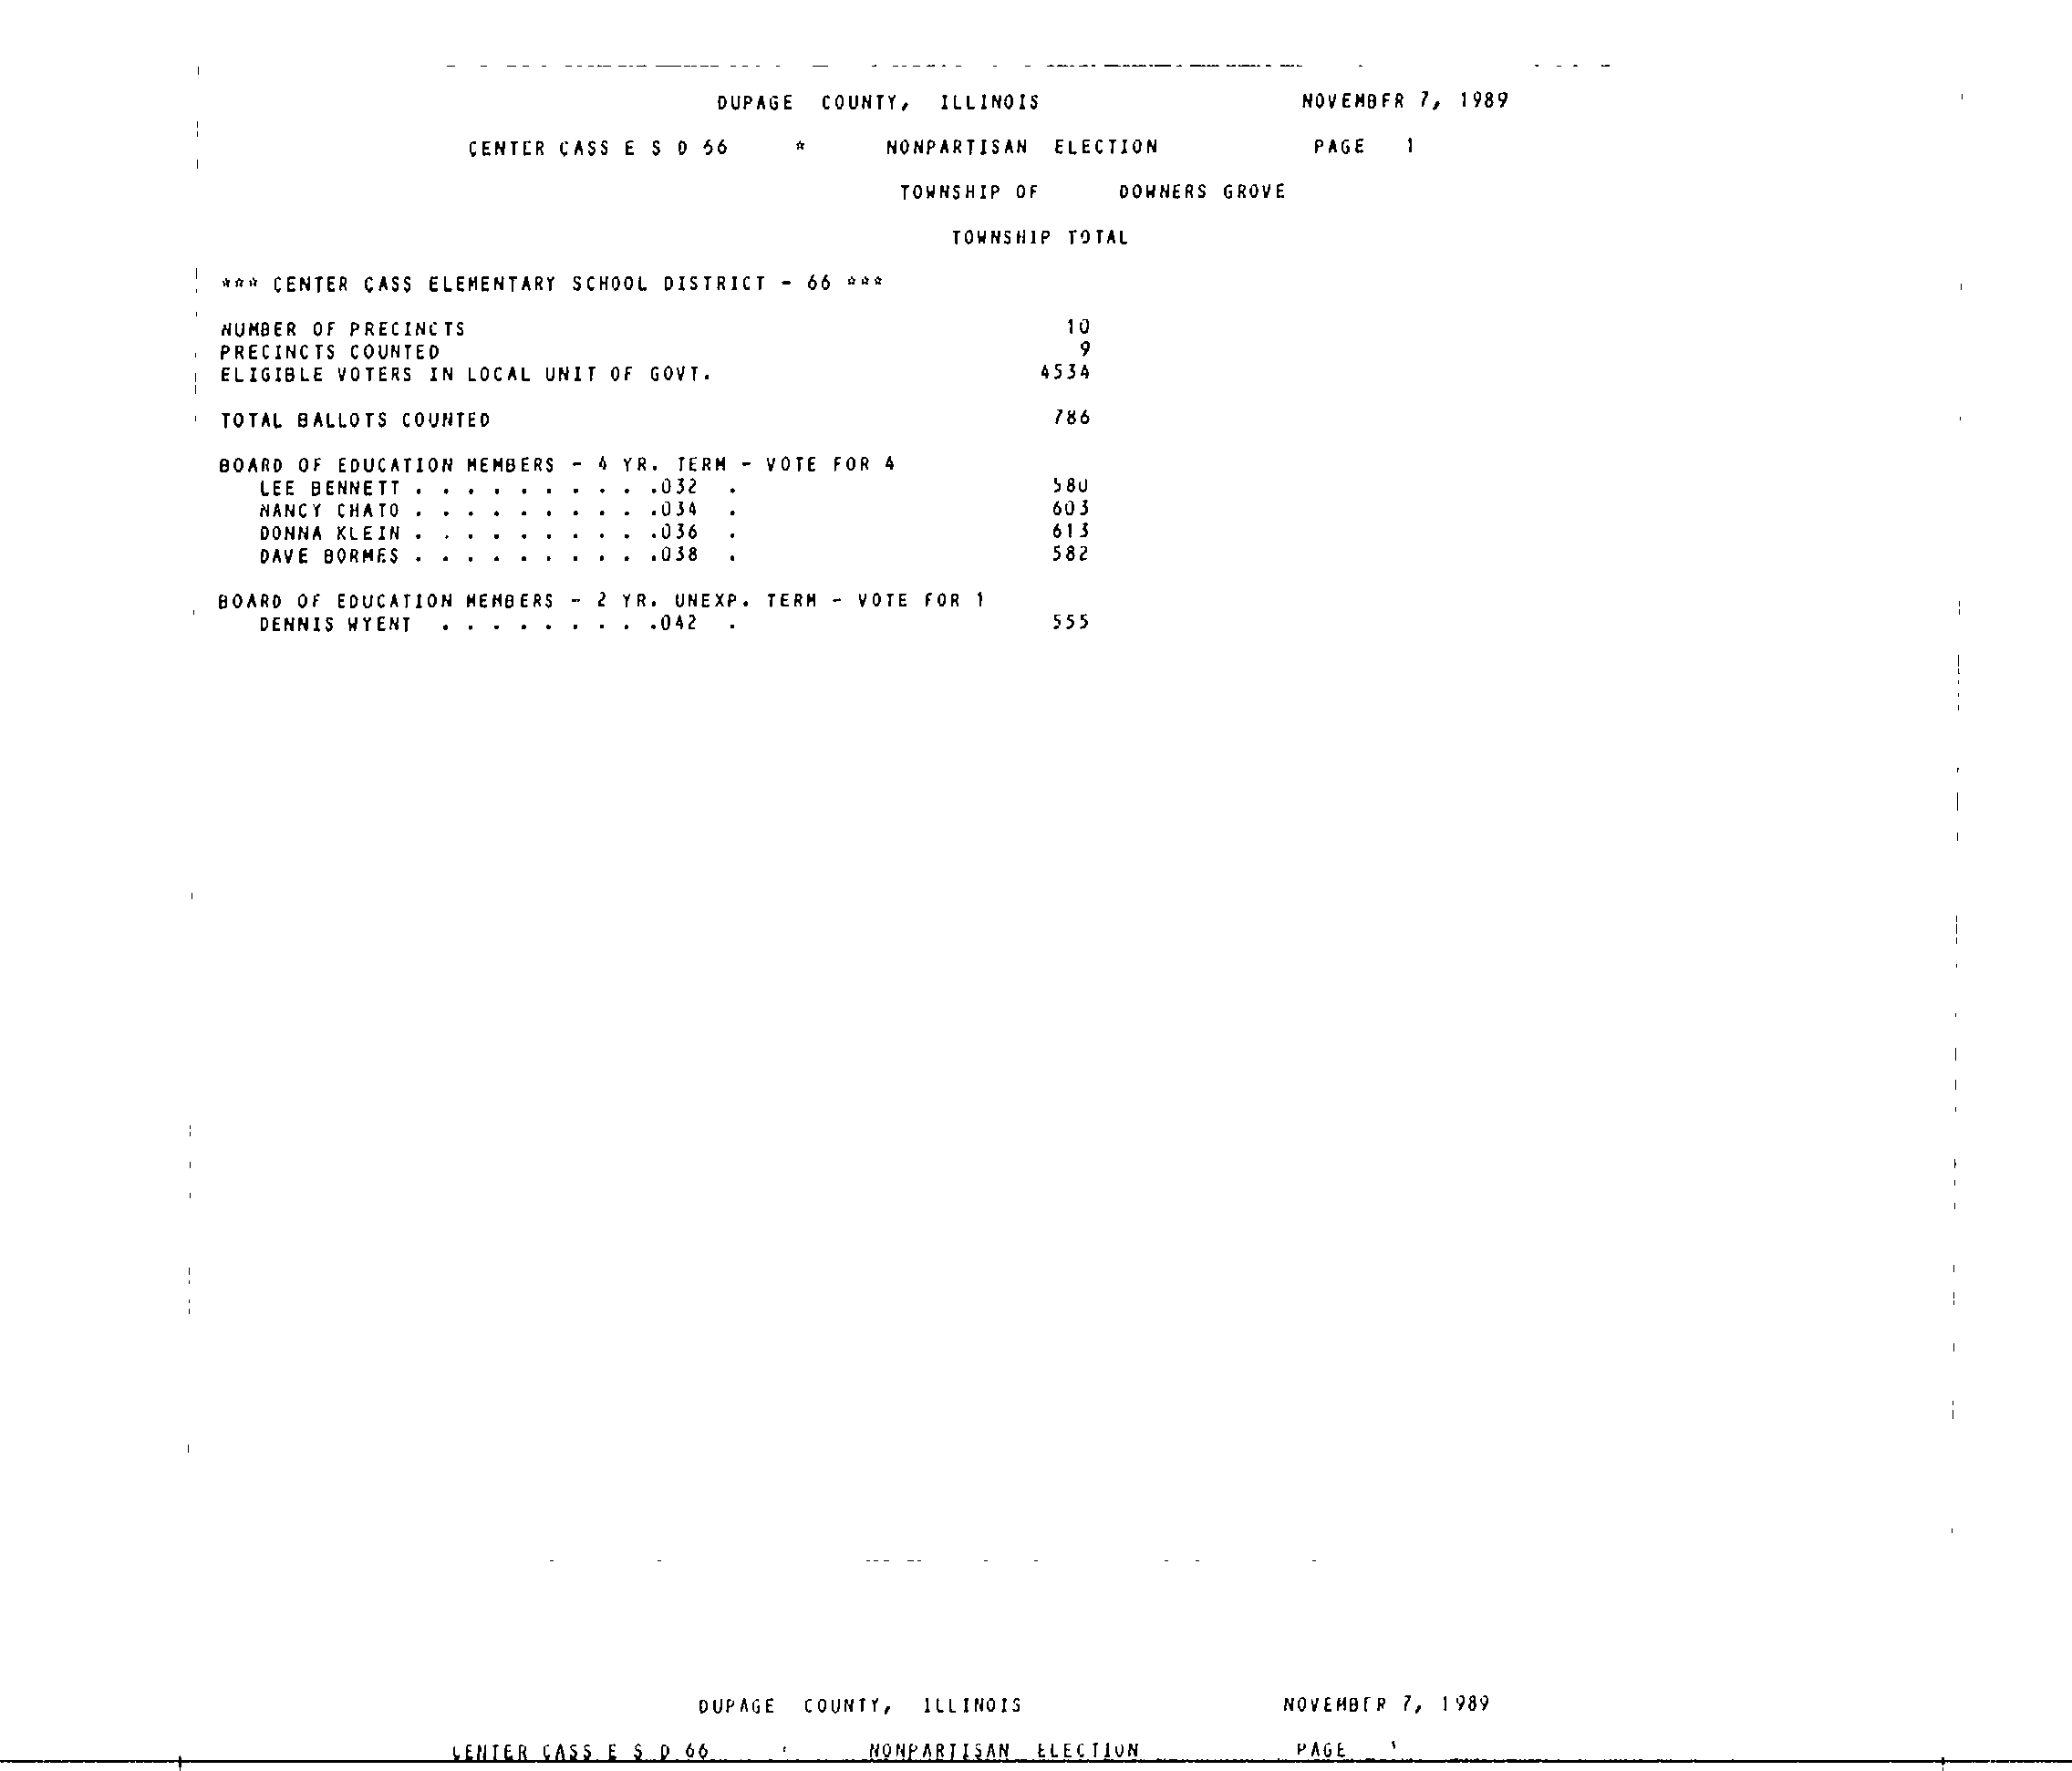 DUPAGE COUNTY, ILLINOIS NOVEMBER 7, 1989
CENTER CASS E S D 66 * NONPARTISAN ELECTION PAGE 1
TOWNSHIP OF DOWNERS GROVE
TOWNSHIP TOTAL
*** CENTER CASS ELEMENTARY SCHOOL DISTRICT - 66 ***
NUMBER OF PRECINCTS 10
PRECINCTS COUNTED 9
ELIGIBLE VOTERS IN LOCAL UNIT OF GOVT. 4534
TOTAL BALLOTS COUNTED 786
BOARD OF EDUCATION MEMBERS - 4 YR. TERM - VOTE FOR 4
LEE BENNETT . . . . . . . . . .032 . 580
NANCY CHATO . . . . . . . . . .034 . 603
DONNA KLEIN . . . . . . . . . .036 . 613
DAVE BORMES . . . . . . . . . .038 . 582
BOARD OF EDUCATION MEMBERS - 2 YR. UNEXP. TERM - VOTE FOR 1
DENNIS WYENT . . . . . . . . .042 . 555
DUPAGE COUNTY, ILLINOIS NOVEMBER 7, 1989
CENTER CASS E S D 66 NONPARTISAN ELECTION PAGE